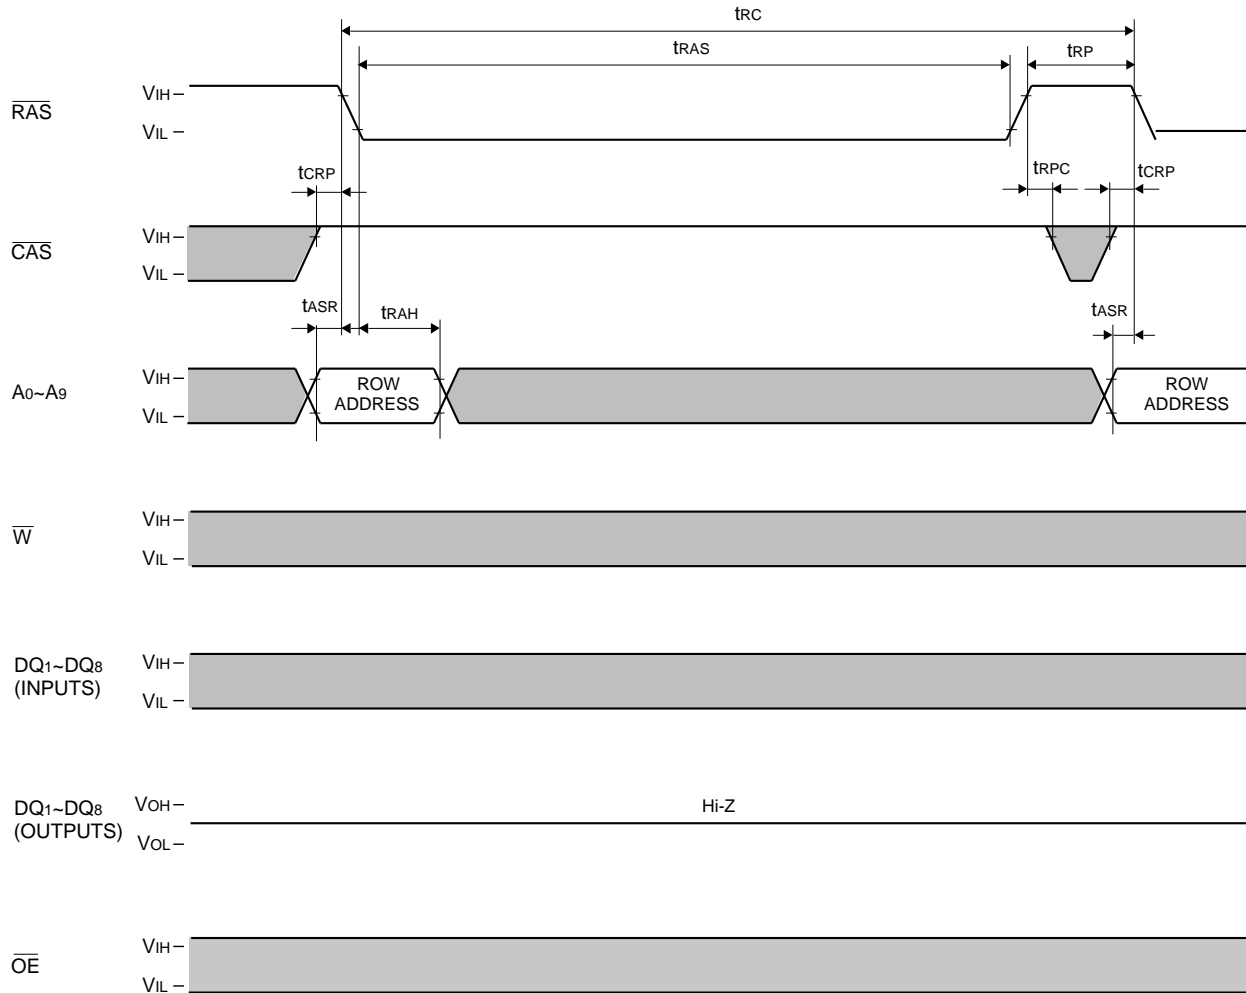 tRC
tRAS
tRP
RAS
VIH
VIL
tCRP
tRPC
tCRP
CAS
VIH
VIL
tASR
tRAH
tASR
A0~A9
VIH
VIL
ROW
ADDRESS
ROW
ADDRESS
W
VIH
VIL
DQ1~DQ8
(INPUTS)
VIH
VIL
DQ1~DQ8
(OUTPUTS)
VOH
VOL
Hi-Z
OE
VIH
VIL